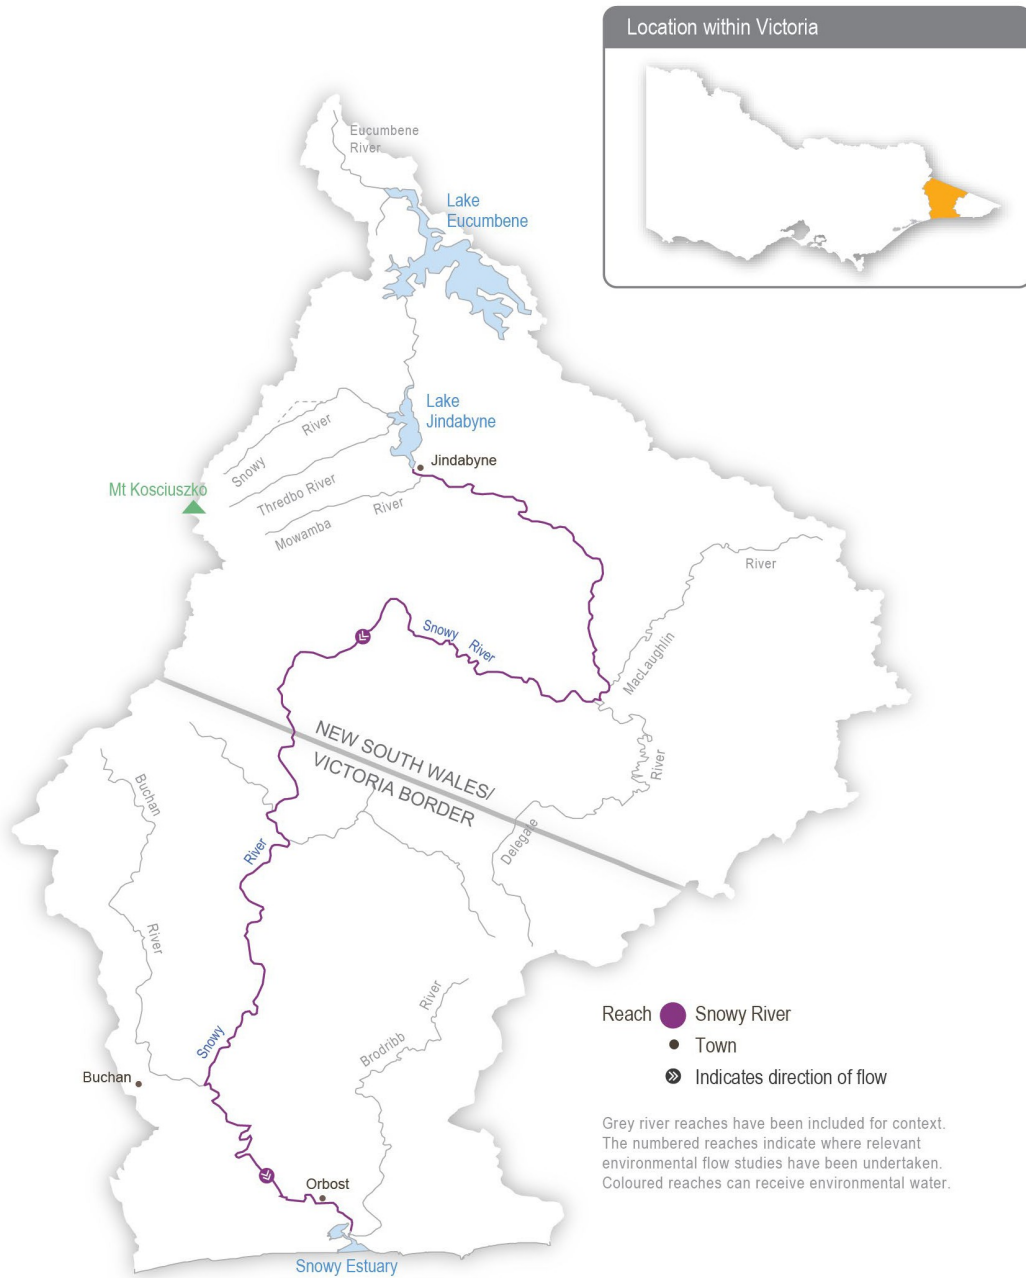 Location within Victoria
Eucumbene
River
Lake
Eucumbene
Lake
Jindabyne
River
Snowy
Jindabyne
Mt Kosciuszko
Thredbo River
River
Mowamba
River
Snowy River
MacLaughlin
NEW SOUTH WALES/
VICTORIA BORDER
River
Buchan
Delegate
River
River
River
Brodribb
Snowy
Buchan
Orbost
Snowy Estuary
Reach Snowy River
Town
Indicates direction of flow
Grey river reaches have been included for context.
The numbered reaches indicate where relevant
environmental flow studies have been undertaken.
Coloured reaches can receive environmental water.